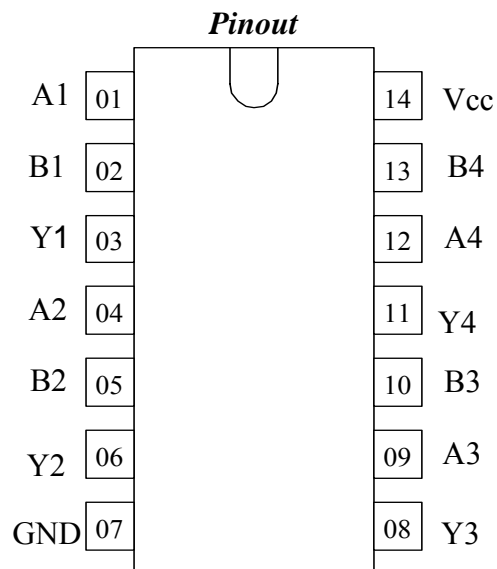 Pinout
A1 01 14 Vcc
B1 02 13 B4
Y1 03 12 A4
A2 04 11 Y4
B2 05 10 B3
Y2 06 09 A3
GND 07 08 Y3